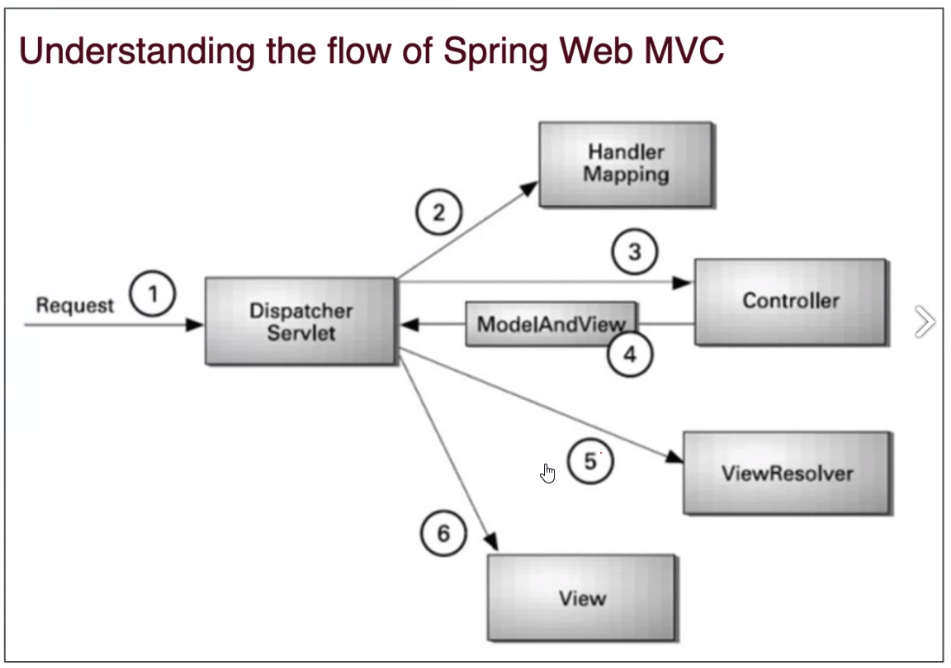 Understanding the flow of Spring Web MVC
Handler
Mapping
2
3
Request
1
Dispatcher
Servlet
Controller
ModelAndView
4
5
ViewResolver
6
View